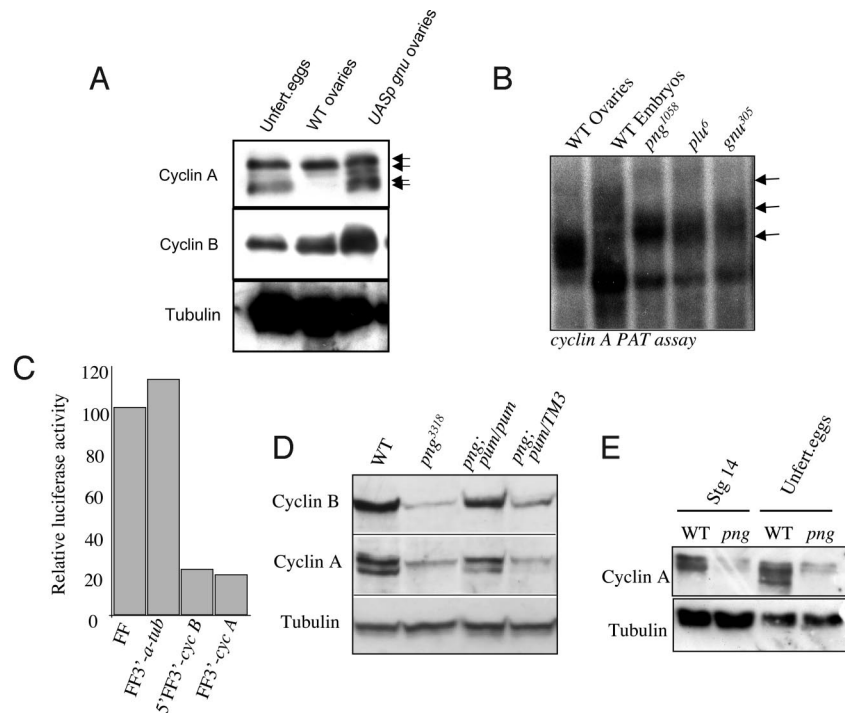 A
Unfert.eggs
WT ovaries
UASp gnu ovaries
Cyclin A
Cyclin B
Tubulin
B
WT Ovaries
WT Embryos
png1058
plu6
gnu305
cyclin A PAT assay
C
Relative luciferase activity
120
100
80
60
40
20
0
FF
FF3'-α-tub
5'FF3'-cyc B
FF3'-cyc A
D
WT
png3318
png;
pum/pum
png;
pum/TM3
Cyclin B
Cyclin A
Tubulin
E
Stg 14
Unfert.eggs
WT png WT png
Cyclin A
Tubulin